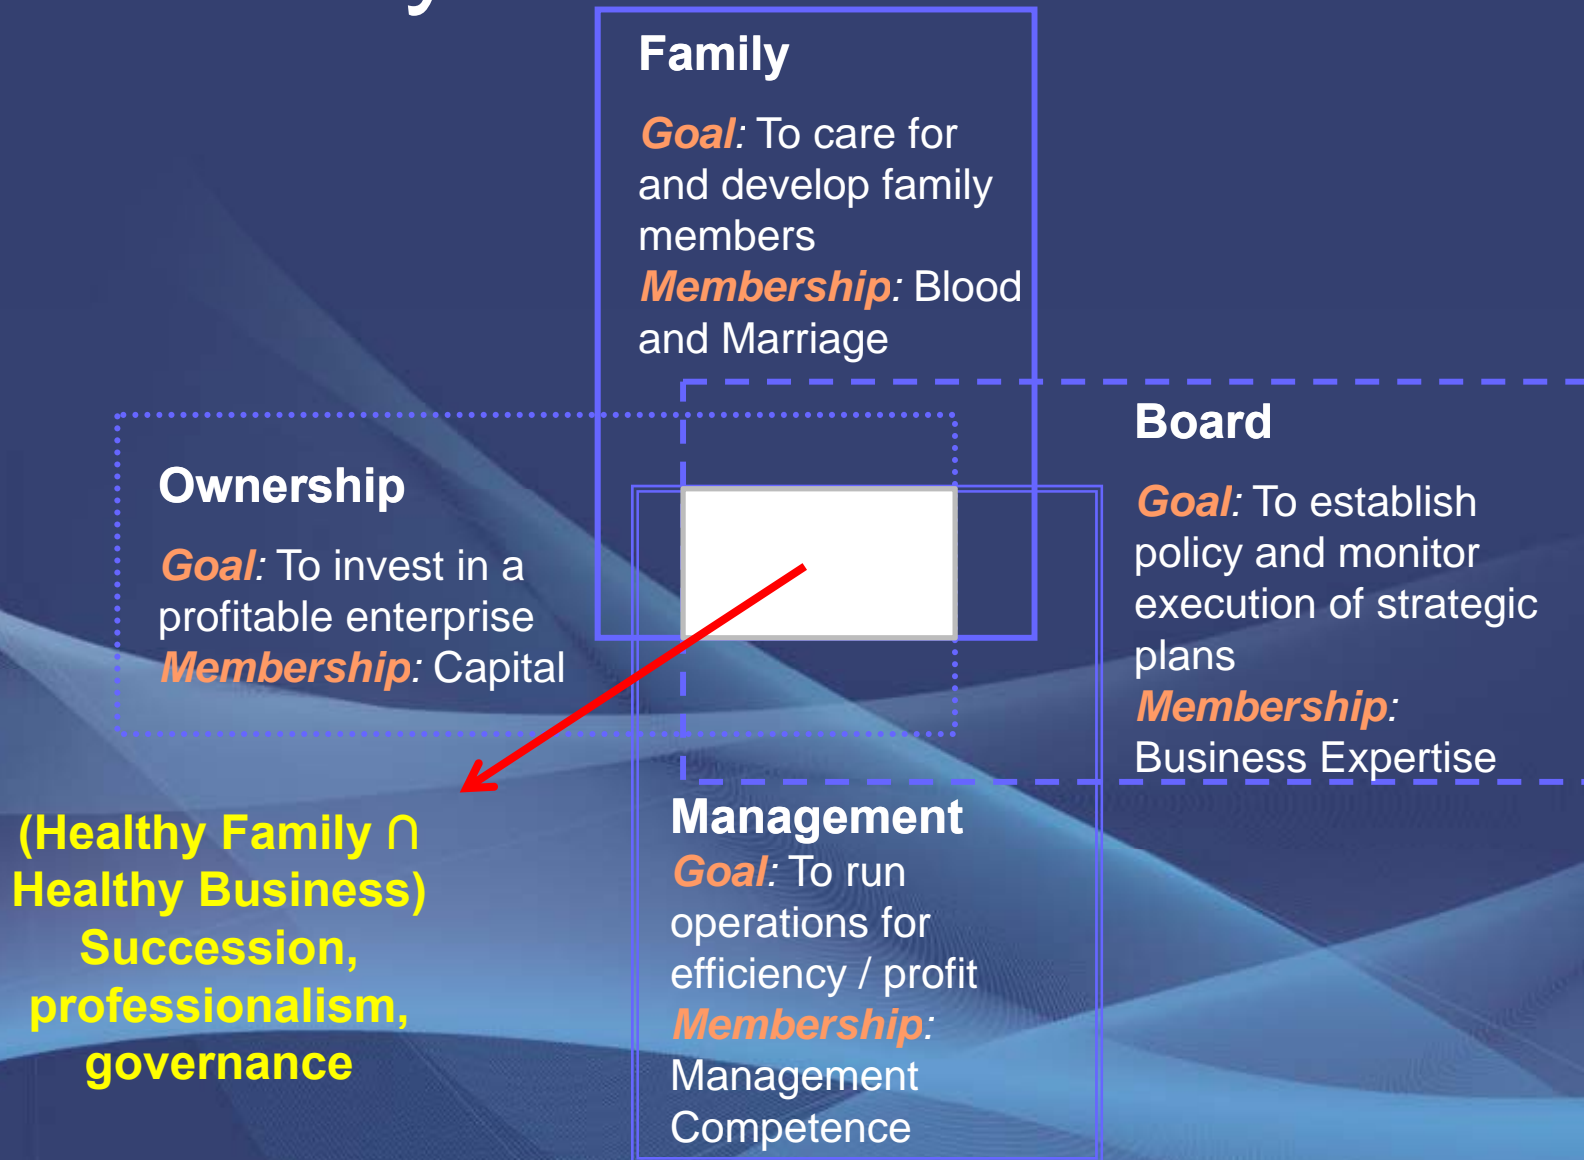 Family
Goal: To care for
and develop family
members
Membership: Blood
and Marriage
Ownership
Goal: To invest in a
profitable enterprise
Membership: Capital
Board
Goal: To establish
policy and monitor
execution of strategic
plans
Membership:
Business Expertise
Management
Goal: To run
operations for
efficiency / profit
Membership:
Management
Competence
(Healthy Family ∩
Healthy Business)
Succession,
professionalism,
governance